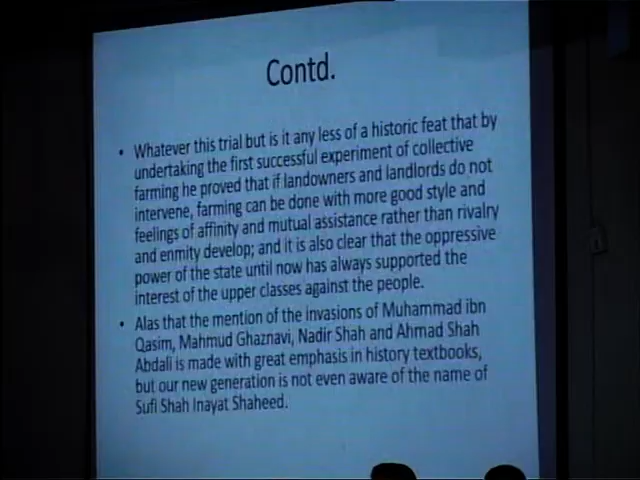 Contd.
• Whatever this trial but is it any less of a historic feat that by
undertaking the first successful experiment of collective
farming he proved that if landowners and landlords do not
intervene, farming can be done with more good style and
feelings of affinity and mutual assistance rather than rivalry
and enmity develop; and it is also clear that the oppressive
power of the state until now has always supported the
interest of the upper classes against the people.
• Alas that the mention of the invasions of Muhammad ibn
Qasim, Mahmud Ghaznavi, Nadir Shah and Ahmad Shah
Abdali is made with great emphasis in history textbooks,
but our new generation is not even aware of the name of
Sufi Shah Inayat Shaheed.